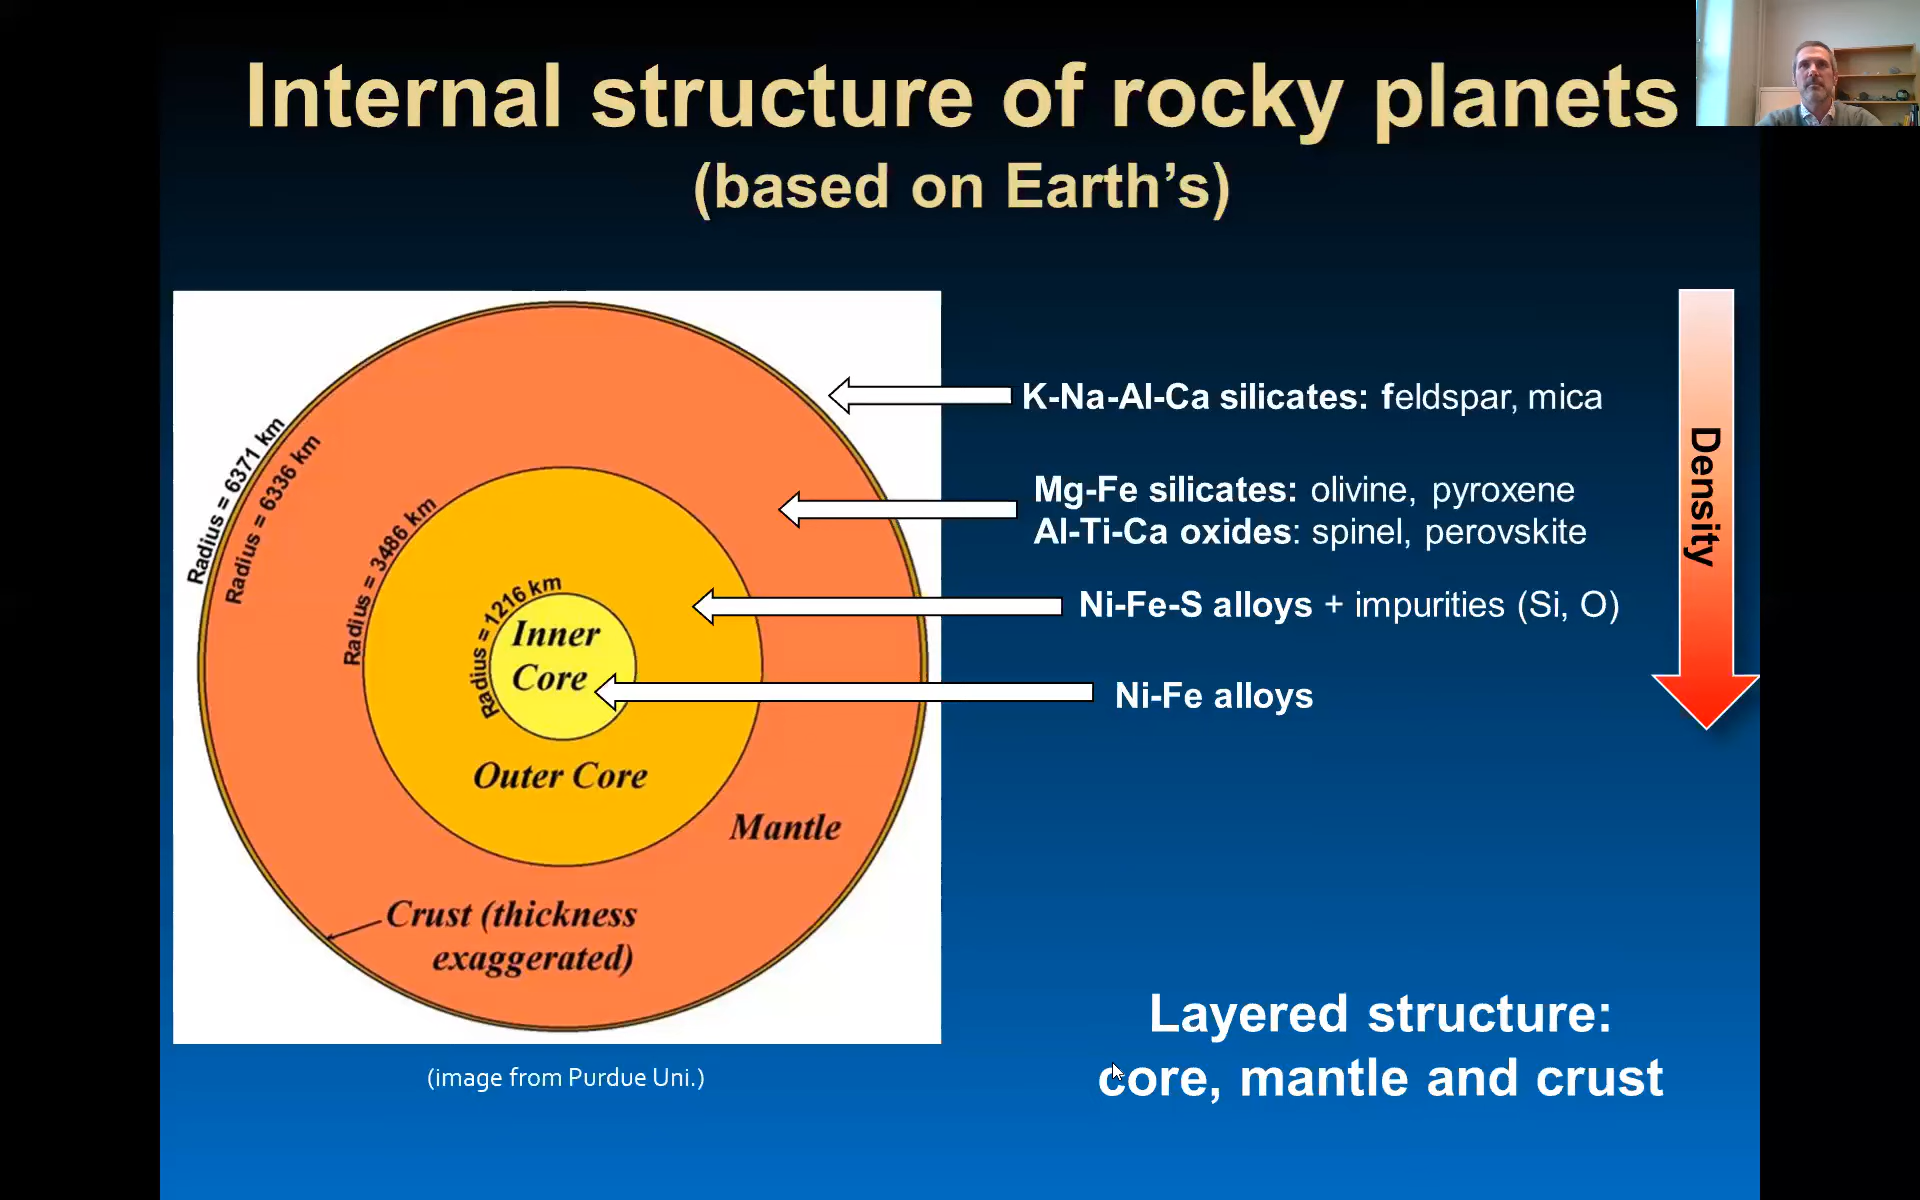 Internal structure of rocky planets
(based on Earth’s)
Radius = 6371 km
Radius = 6336 km
Radius = 3486 km
Radius = 1216 km
Inner
Core
Outer Core
Mantle
Crust (thickness
exaggerated)
K-Na-Al-Ca silicates: feldspar, mica
Mg-Fe silicates: olivine, pyroxene
Al-Ti-Ca oxides: spinel, perovskite
Ni-Fe-S alloys + impurities (Si, O)
Ni-Fe alloys
Density
(image from Purdue Uni.)
Layered structure:
core, mantle and crust